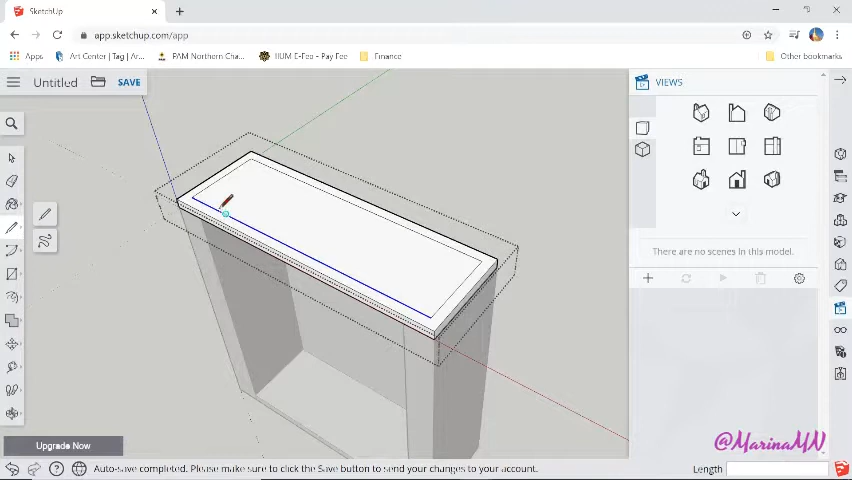 SketchUp
app.sketchup.com/app
Apps
Art Center | Tag | Ar...
PAM Northern Cha...
IIUM E-Fee - Pay Fee
Finance
Other bookmarks
Untitled
SAVE
VIEWS
There are no scenes in this model.
@MarinaMN
Upgrade Now
Auto-save completed. Please make sure to click the Save button to send your changes to your account.
Length